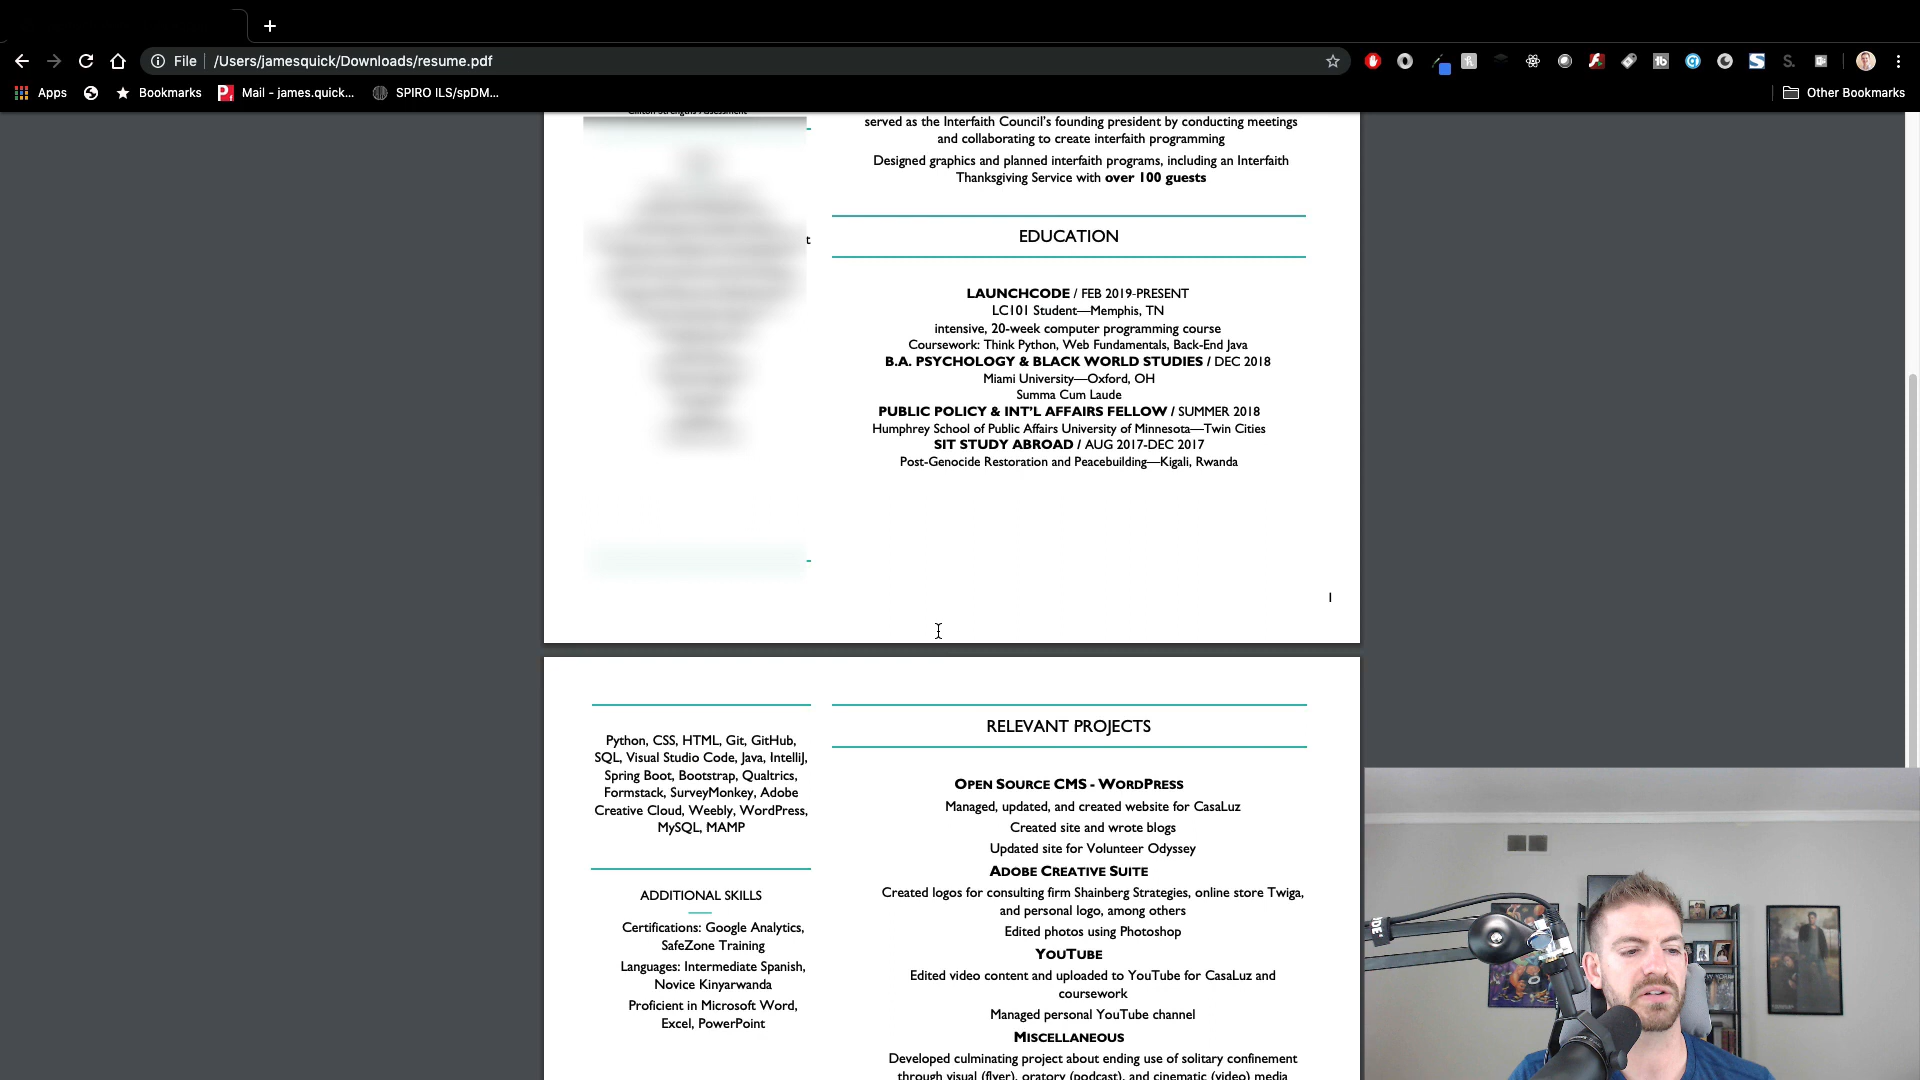 File
/Users/jamesquick/Downloads/resume.pdf
Apps
Bookmarks
Mail - james.quick...
SPIRO ILS/spDM...
Other Bookmarks
served as the Interfaith Council's founding president by conducting meetings
and collaborating to create interfaith programming
Designed graphics and planned interfaith programs, including an Interfaith
Thanksgiving Service with over 100 guests
t
EDUCATION
LAUNCHCODE / FEB 2019-PRESENT
LC101 Student—Memphis, TN
intensive, 20-week computer programming course
Coursework: Think Python, Web Fundamentals, Back-End Java
B.A. PSYCHOLOGY & BLACK WORLD STUDIES / DEC 2018
Miami University—Oxford, OH
Summa Cum Laude
PUBLIC POLICY & INT'L AFFAIRS FELLOW / SUMMER 2018
Humphrey School of Public Affairs University of Minnesota—Twin Cities
SIT STUDY ABROAD / AUG 2017-DEC 2017
Post-Genocide Restoration and Peacebuilding—Kigali, Rwanda
1
Python, CSS, HTML, Git, GitHub,
SQL, Visual Studio Code, Java, IntelliJ,
Spring Boot, Bootstrap, Qualtrics,
Formstack, SurveyMonkey, Adobe
Creative Cloud, Weebly, WordPress,
MySQL, MAMP
ADDITIONAL SKILLS
Certifications: Google Analytics,
SafeZone Training
Languages: Intermediate Spanish,
Novice Kinyarwanda
Proficient in Microsoft Word,
Excel, PowerPoint
RELEVANT PROJECTS
OPEN SOURCE CMS - WORDPRESS
Managed, updated, and created website for CasaLuz
Created site and wrote blogs
Updated site for Volunteer Odyssey
ADOBE CREATIVE SUITE
Created logos for consulting firm Shainberg Strategies, online store Twiga,
and personal logo, among others
Edited photos using Photoshop
YOUTUBE
Edited video content and uploaded to YouTube for CasaLuz and
coursework
Managed personal YouTube channel
MISCELLANEOUS
Developed culminating project about ending use of solitary confinement
through visual (flyer), oratory (podcast), and cinematic (video) media